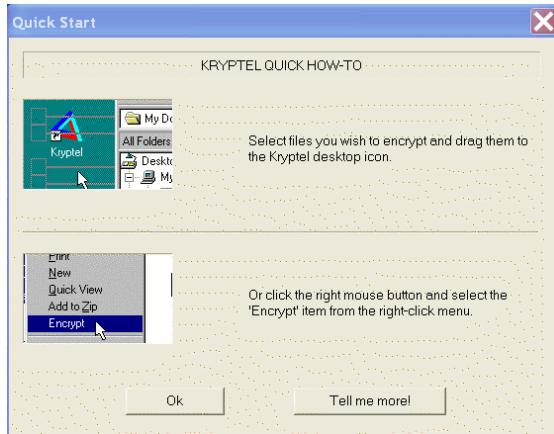 Quick Start
KRYPTEL QUICK HOW-TO
My Do
Kryptel
All Folders
Deskto
My
Select files you wish to encrypt and drag them to
the Kryptel desktop icon.
Print
New
Quick View
Add to Zip
Encrypt
Or click the right mouse button and select the
'Encrypt' item from the right-click menu.
Ok
Tell me more!